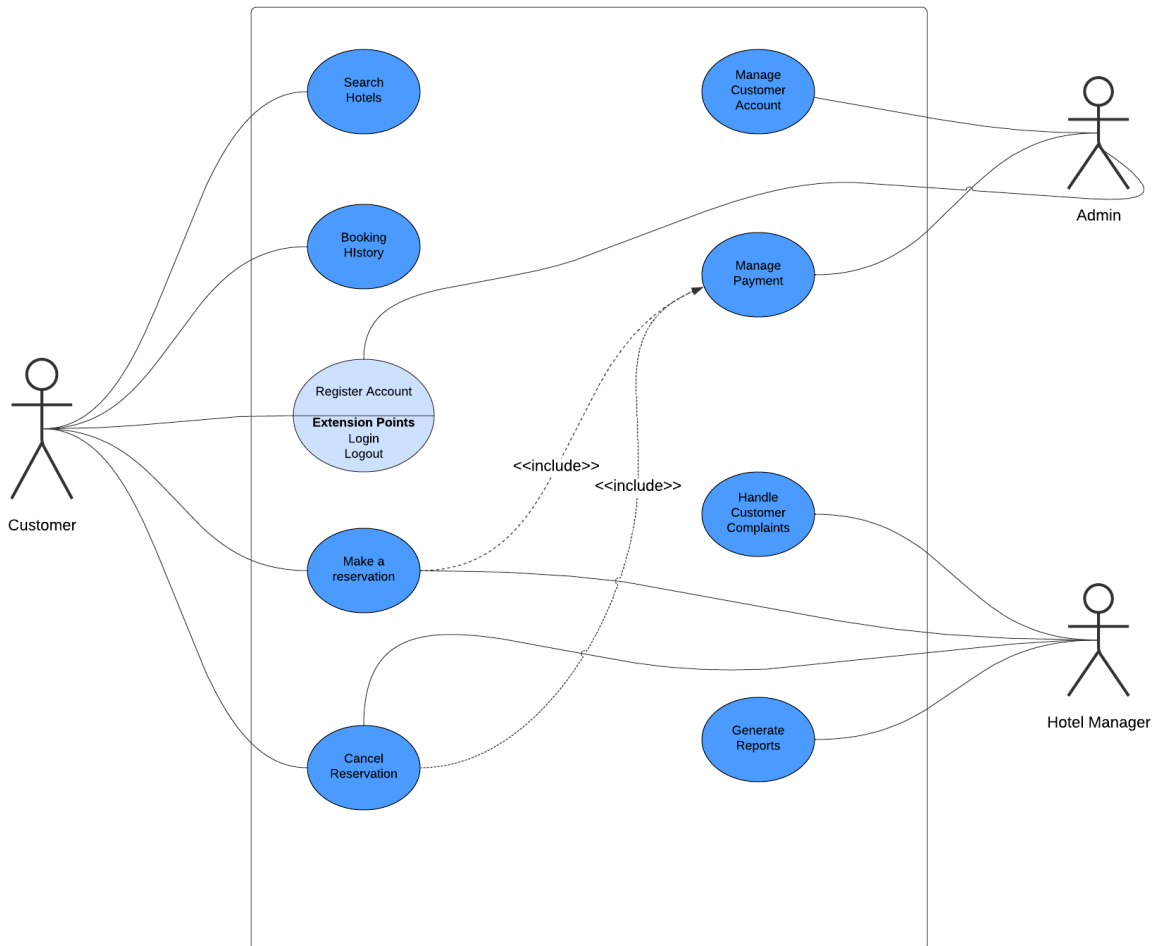 Search
Hotels
Manage
Customer
Account
Admin
Booking
HIstory
Manage
Payment
Register Account
Extension Points
Login
Logout
Customer
<<include>>
<<include>>
Handle
Customer
Complaints
Make a
reservation
Hotel Manager
Cancel
Reservation
Generate
Reports